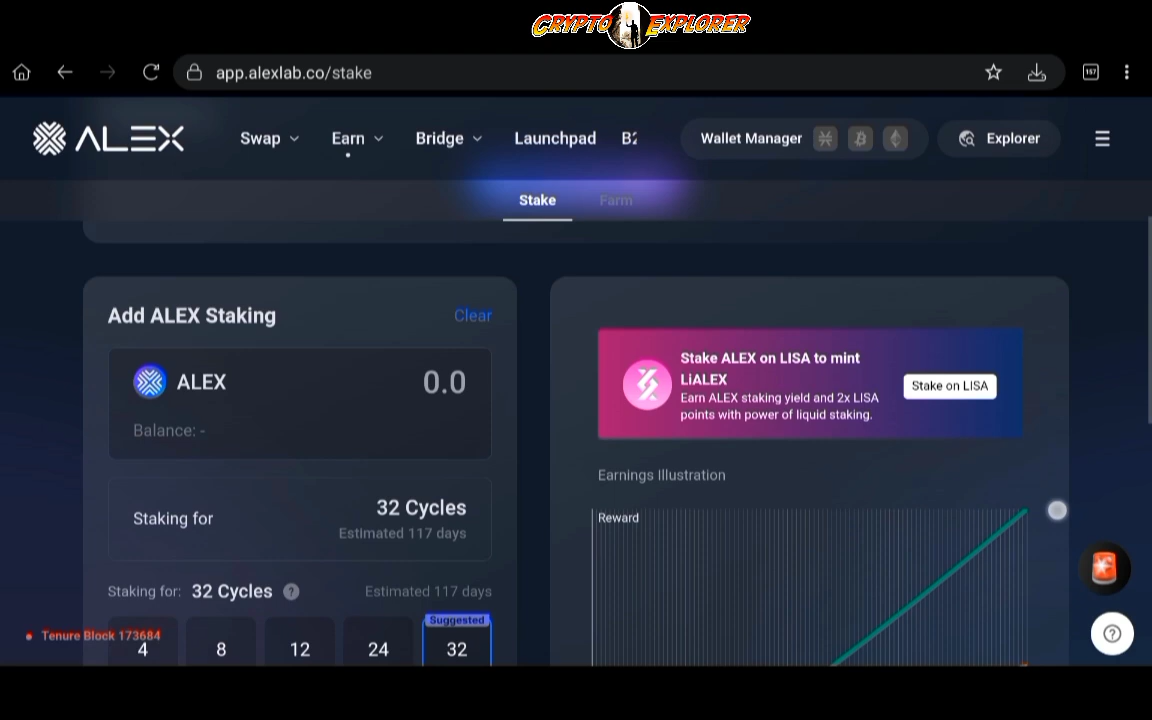 CRYPTO EXPLORER
app.alexlab.co/stake
157
ALEX
Swap
Earn
Bridge
Launchpad
B2
Wallet Manager
Explorer
Stake
Farm
Add ALEX Staking
Clear
ALEX
0.0
Balance: -
Staking for
32 Cycles
Estimated 117 days
Staking for: 32 Cycles ?
Estimated 117 days
Suggested
4
8
12
24
32
Tenure Block 173684
Stake ALEX on LISA to mint
LiALEX
Earn ALEX staking yield and 2x LISA
points with power of liquid staking.
Stake on LISA
Earnings Illustration
Reward